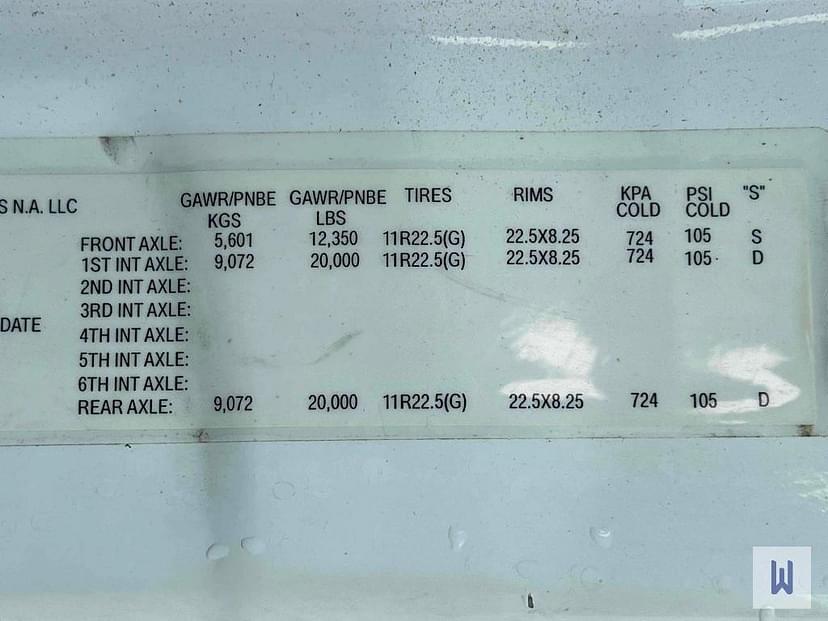 S N.A. LLC GAWR/PNBE KGS GAWR/PNBE LBS TIRES RIMS KPA COLD PSI COLD "S"
FRONT AXLE: 5,601 12,350 11R22.5(G) 22.5X8.25 724 105 S
1ST INT AXLE: 9,072 20,000 11R22.5(G) 22.5X8.25 724 105 D
2ND INT AXLE:
3RD INT AXLE:
DATE
4TH INT AXLE:
5TH INT AXLE:
6TH INT AXLE:
REAR AXLE: 9,072 20,000 11R22.5(G) 22.5X8.25 724 105 D
W